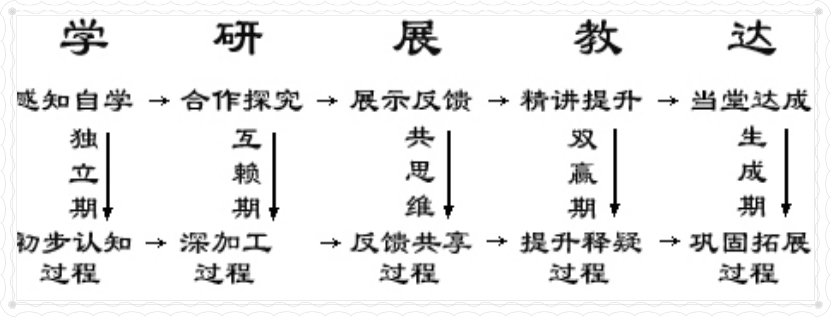 学 研 展 教 达
感知自学 → 合作探究 → 展示反馈 → 精讲提升 → 当堂达成
独立期 互赖期 共思维 双赢期 生成期
初步认知 → 深加工 → 反馈共享 → 提升释疑 → 巩固拓展
过程 过程 过程 过程 过程